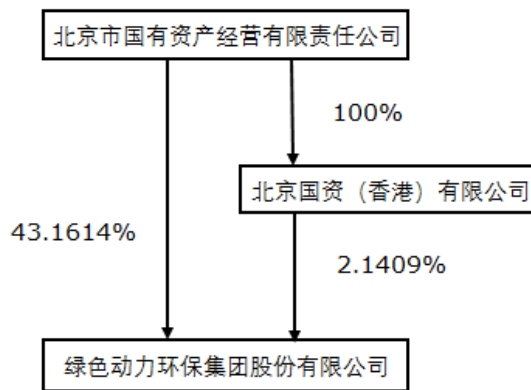 北京市国有资产经营有限责任公司
100%
北京国资（香港）有限公司
43.1614%
2.1409%
绿色动力环保集团股份有限公司